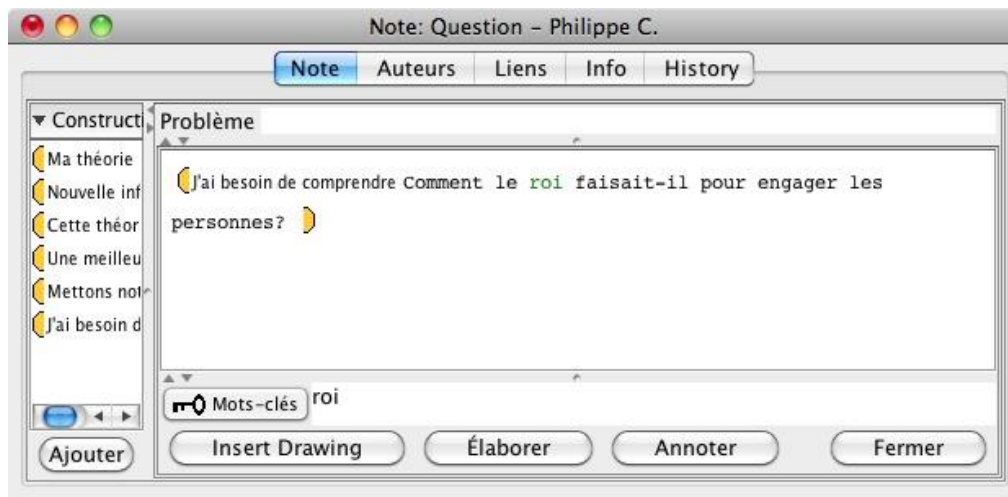 Note: Question – Philippe C.
Note Auteurs Liens Info History
Constructi
Problème
Ma théorie
Nouvelle inf
Cette théor
Une meilleu
Mettons not
J'ai besoin d
J'ai besoin de comprendre Comment le roi faisait-il pour engager les
personnes?
Mots-clés roi
Ajouter
Insert Drawing Élaborer Annoter Fermer